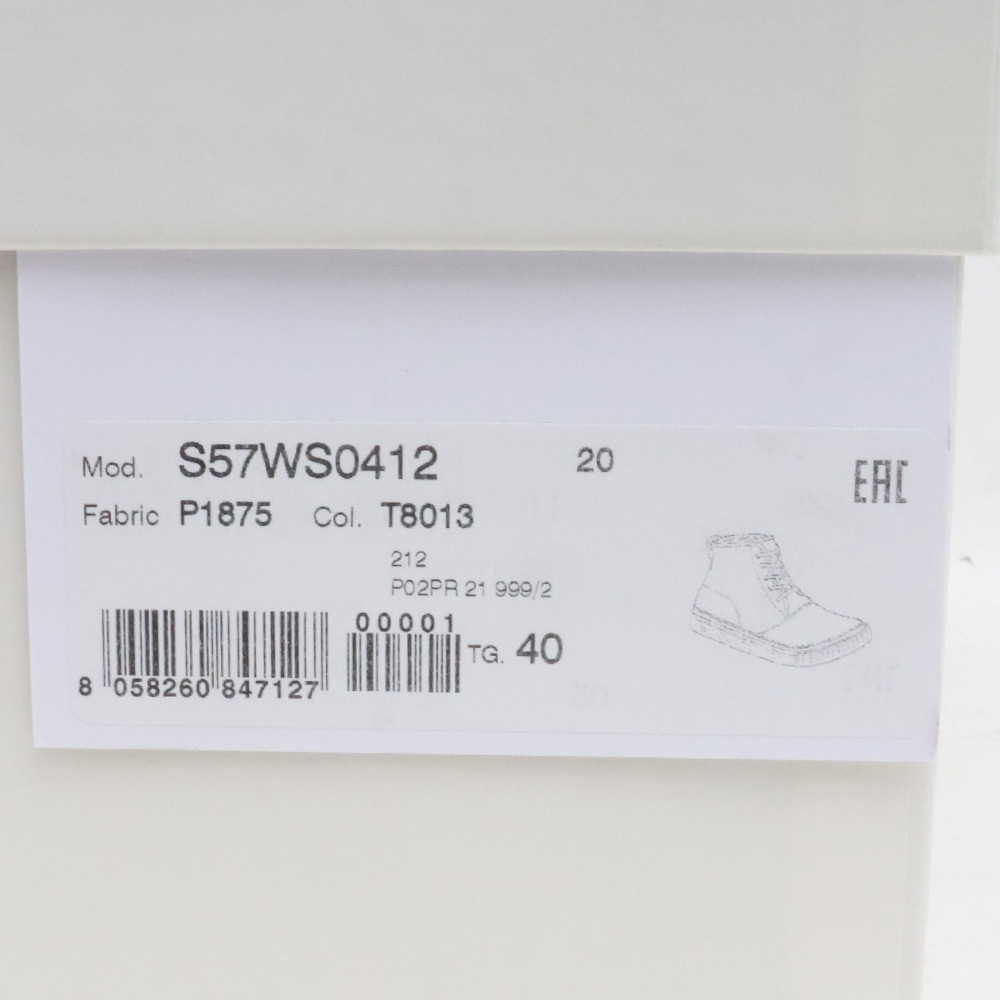 Mod. S57WS0412 20
EAC
Fabric P1875 Col. T8013
212
P02PR 21 999/2
00001
TG. 40
8 058260 847127